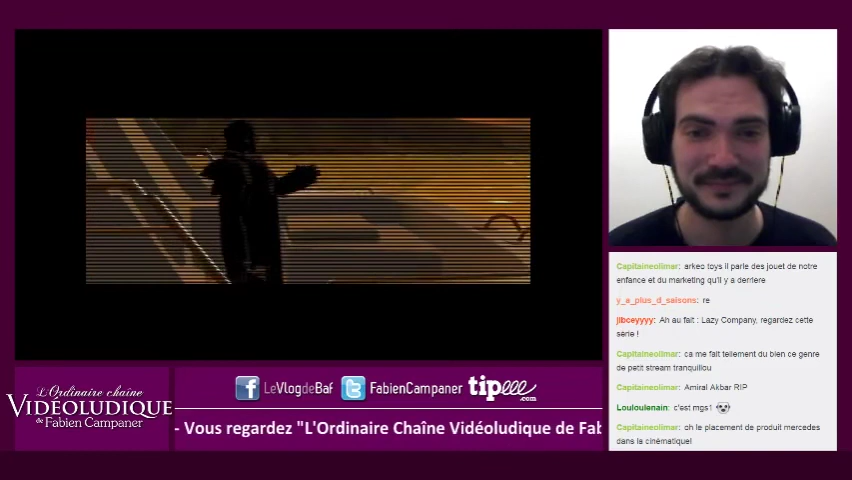 Capitaineolimar: arkeo toys il parle des jouet de notre
enfance et du marketing qu'il y a derriere
y_a_plus_d_saisons: re
jibceyyyy: Ah au fait : Lazy Company, regardez cette
série !
Capitaineolimar: ca me fait tellement du bien ce genre
de petit stream tranquillou
Capitaineolimar: Amiral Akbar RIP
Louloulenain: c'est mgs1
Capitaineolimar: oh le placement de produit mercedes
dans la cinématique!
L'Ordinaire chaîne
VIDÉOLUDIQUE
de Fabien Campaner
LeVlogdeBaf
FabienCampaner
tipeee
.com
- Vous regardez "L'Ordinaire Chaîne Vidéoludique de Fab